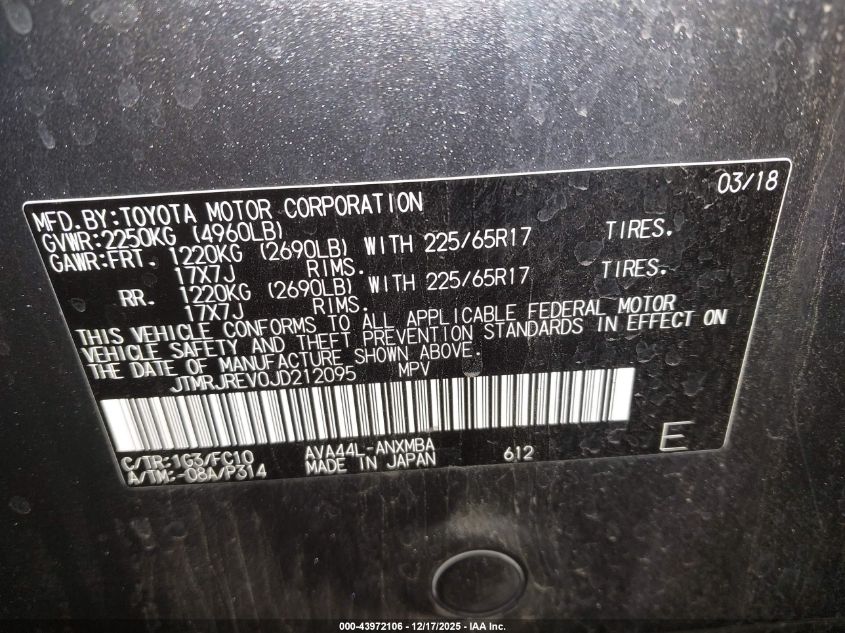 03/18
MFD.BY:TOYOTA MOTOR CORPORATION
GVWR:2250KG (4960LB)
GAWR:FRT. 1220KG (2690LB) WITH 225/65R17 TIRES.
17X7J RIMS.
RR. 1220KG (2690LB) WITH 225/65R17 TIRES.
17X7J RIMS.
THIS VEHICLE CONFORMS TO ALL APPLICABLE FEDERAL MOTOR
VEHICLE SAFETY AND THEFT PREVENTION STANDARDS IN EFFECT ON
THE DATE OF MANUFACTURE SHOWN ABOVE.
JTMRJREV0JD212095 MPV
C/TR:1G3/FC10 AVA44L-ANXMBA
A/TM:-08A/P314 MADE IN JAPAN 612 E
000-43972106 - 12/17/2025 - IAA Inc.